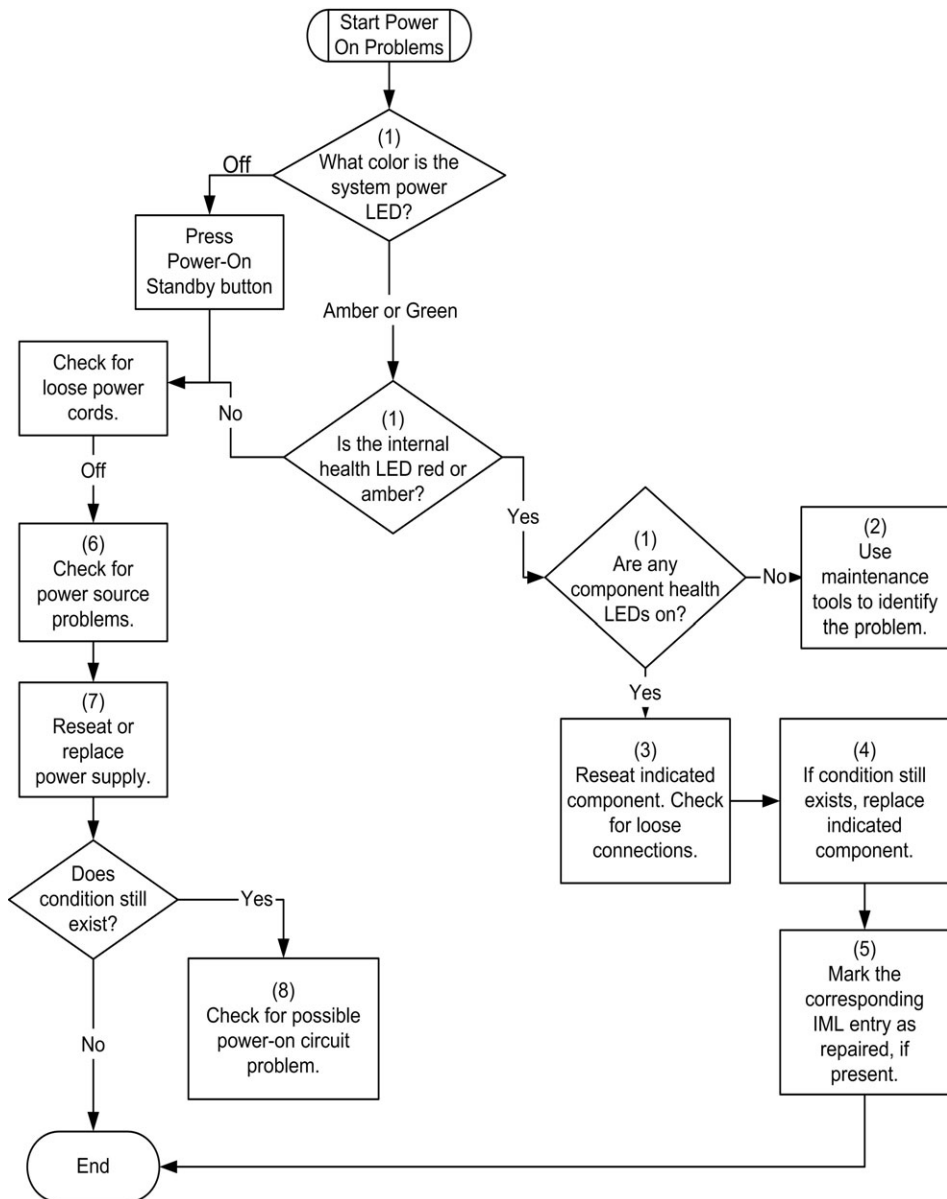 Start Power
On Problems
(1)
What color is the
system power
LED?
Off
Press
Power-On
Standby button
Amber or Green
Check for
loose power
cords.
No
(1)
Is the internal
health LED red or
amber?
Off
Yes
(1)
Are any
component health
LEDs on?
No
(2)
Use
maintenance
tools to identify
the problem.
(6)
Check for
power source
problems.
Yes
(7)
Reseat or
replace
power supply.
(3)
Reseat indicated
component. Check
for loose
connections.
(4)
If condition still
exists, replace
indicated
component.
Does
condition still
exist?
Yes
(8)
Check for possible
power-on circuit
problem.
(5)
Mark the
corresponding
IML entry as
repaired, if
present.
No
End